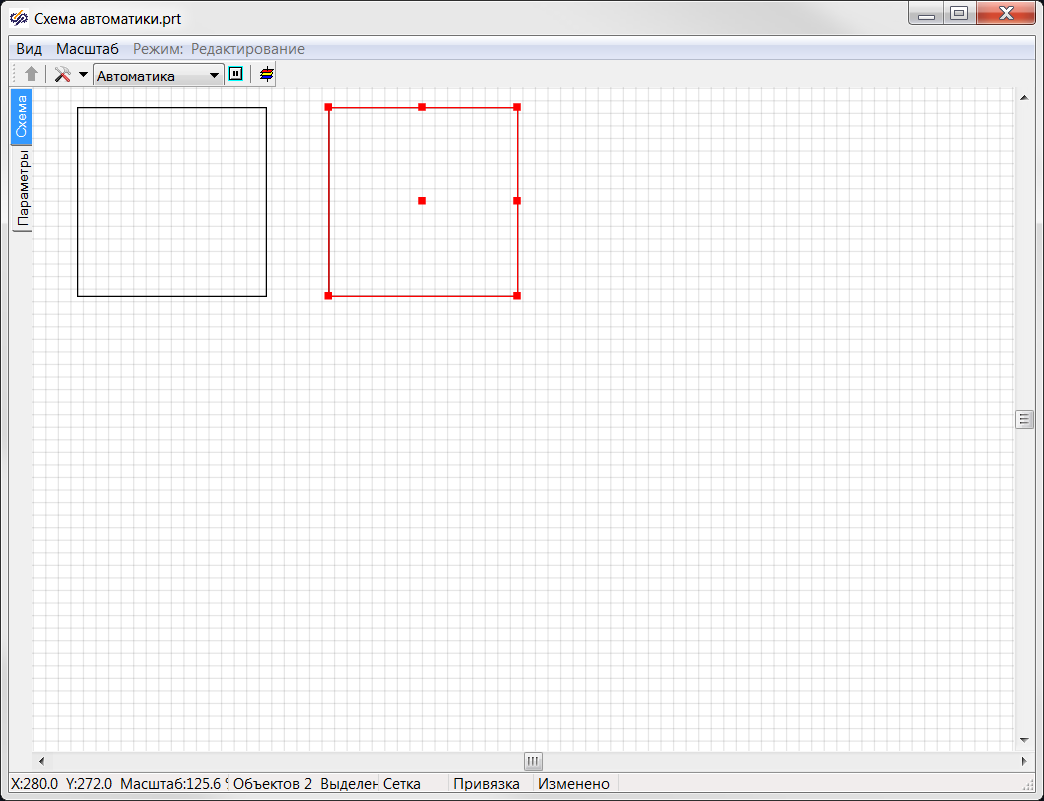 Схема автоматики.prt
Вид Масштаб Режим: Редактирование
Автоматика
Схема
Параметры
X:280.0 Y:272.0 Масштаб:125.6 % Объектов 2 Выделен Сетка Привязка Изменено